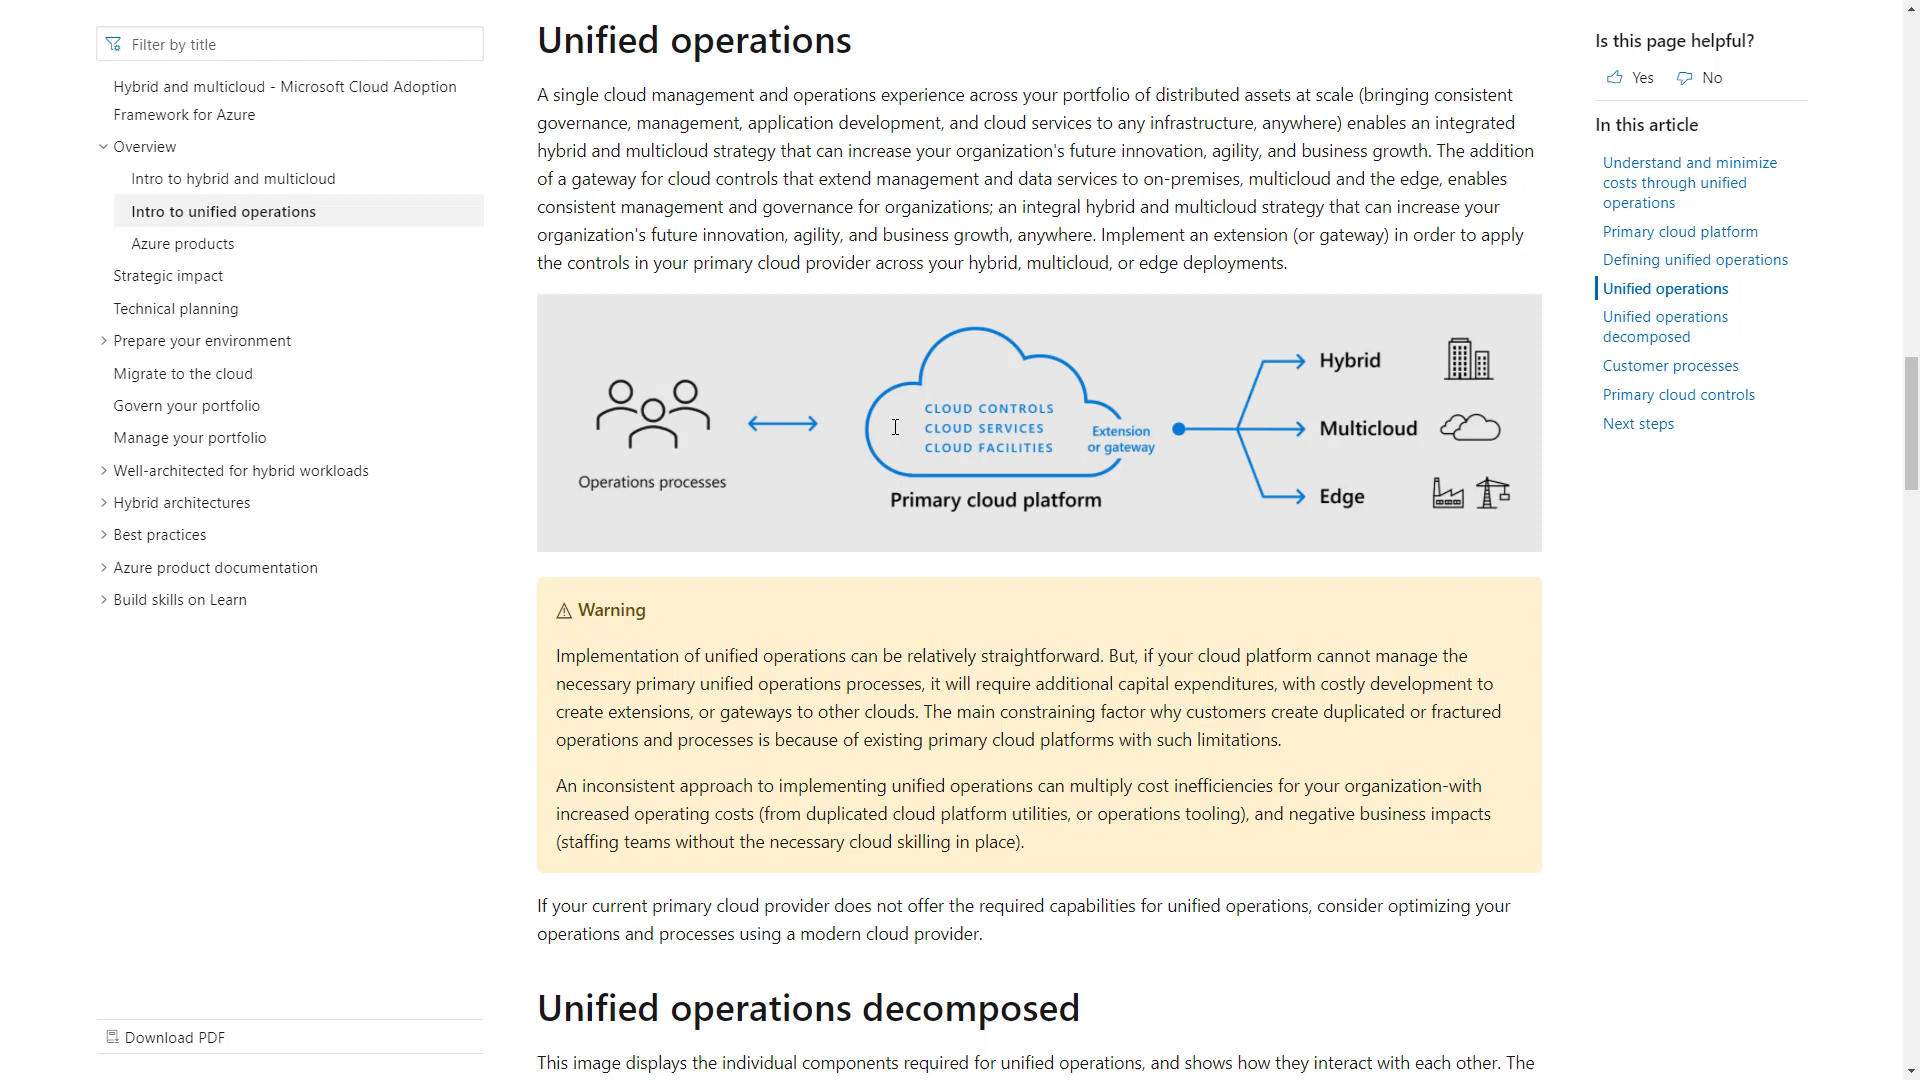 Filter by title
Hybrid and multicloud - Microsoft Cloud Adoption
Framework for Azure
Overview
Intro to hybrid and multicloud
Intro to unified operations
Azure products
Strategic impact
Technical planning
Prepare your environment
Migrate to the cloud
Govern your portfolio
Manage your portfolio
Well-architected for hybrid workloads
Hybrid architectures
Best practices
Azure product documentation
Build skills on Learn
Download PDF
Unified operations
A single cloud management and operations experience across your portfolio of distributed assets at scale (bringing consistent
governance, management, application development, and cloud services to any infrastructure, anywhere) enables an integrated
hybrid and multicloud strategy that can increase your organization's future innovation, agility, and business growth. The addition
of a gateway for cloud controls that extend management and data services to on-premises, multicloud and the edge, enables
consistent management and governance for organizations; an integral hybrid and multicloud strategy that can increase your
organization's future innovation, agility, and business growth, anywhere. Implement an extension (or gateway) in order to apply
the controls in your primary cloud provider across your hybrid, multicloud, or edge deployments.
Operations processes
CLOUD CONTROLS
CLOUD SERVICES
CLOUD FACILITIES
Extension
or gateway
Primary cloud platform
Hybrid
Multicloud
Edge
Warning
Implementation of unified operations can be relatively straightforward. But, if your cloud platform cannot manage the
necessary primary unified operations processes, it will require additional capital expenditures, with costly development to
create extensions, or gateways to other clouds. The main constraining factor why customers create duplicated or fractured
operations and processes is because of existing primary cloud platforms with such limitations.
An inconsistent approach to implementing unified operations can multiply cost inefficiencies for your organization-with
increased operating costs (from duplicated cloud platform utilities, or operations tooling), and negative business impacts
(staffing teams without the necessary cloud skilling in place).
If your current primary cloud provider does not offer the required capabilities for unified operations, consider optimizing your
operations and processes using a modern cloud provider.
Unified operations decomposed
This image displays the individual components required for unified operations, and shows how they interact with each other. The
Is this page helpful?
Yes No
In this article
Understand and minimize
costs through unified
operations
Primary cloud platform
Defining unified operations
Unified operations
Unified operations
decomposed
Customer processes
Primary cloud controls
Next steps